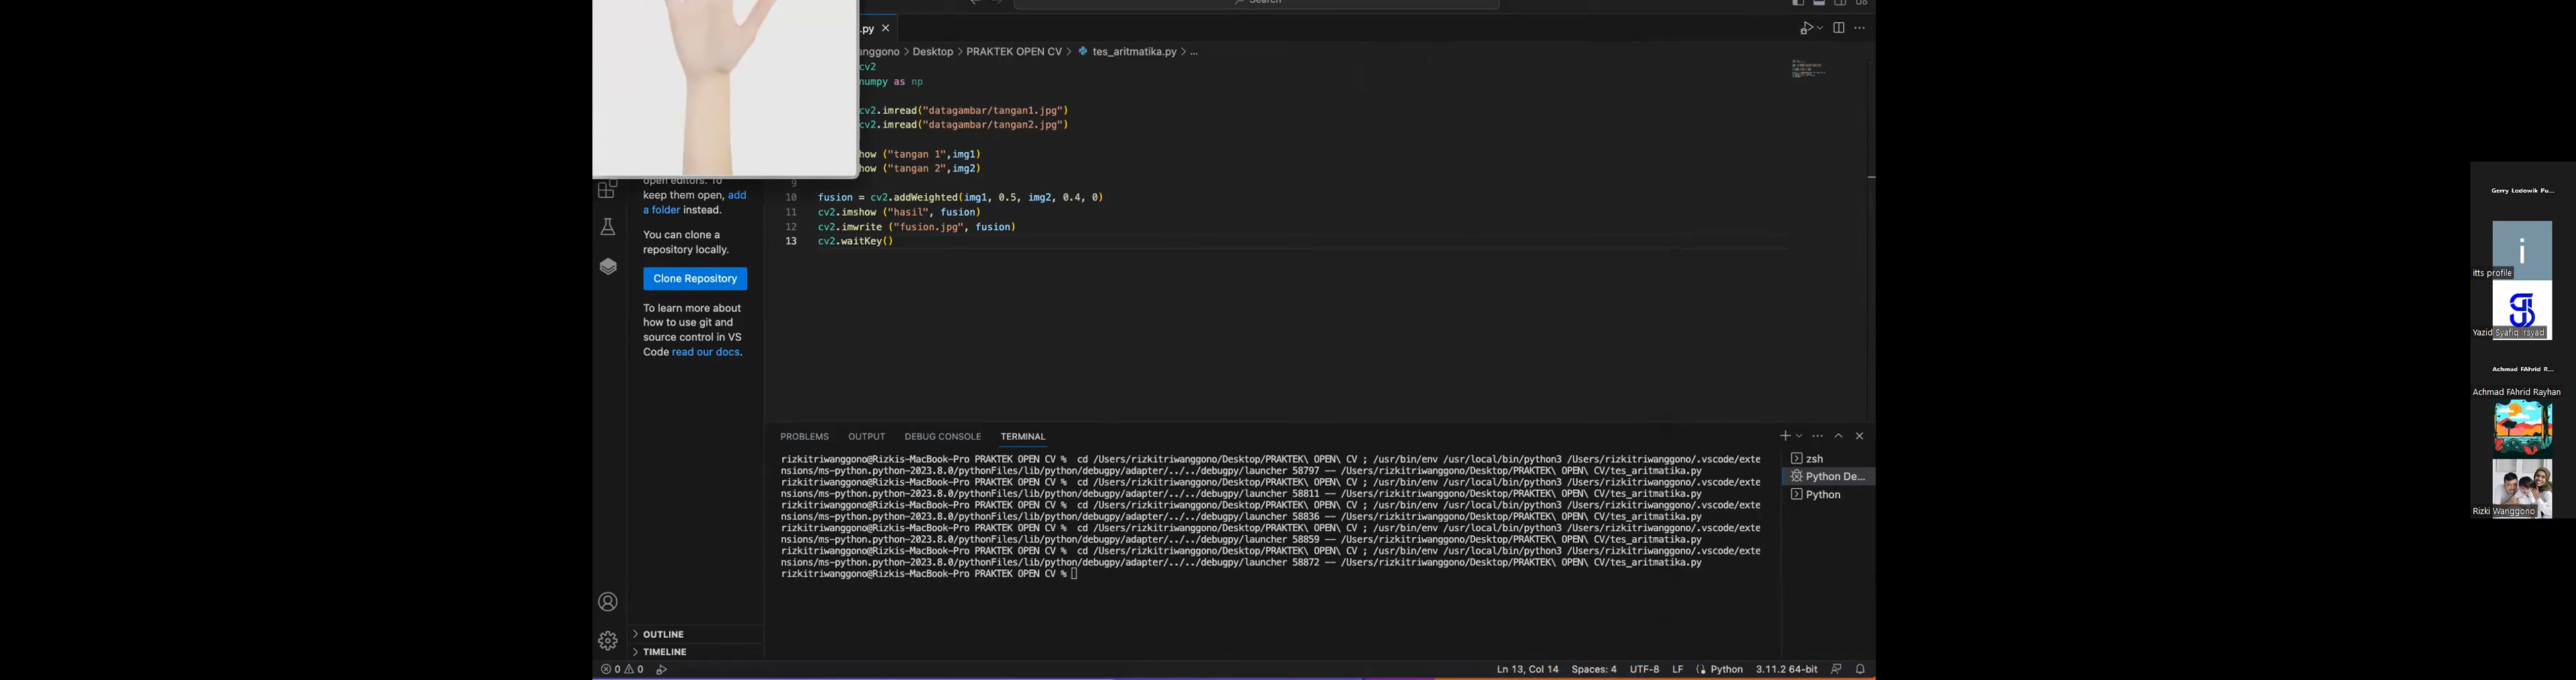 Search
.py
anggono > Desktop > PRAKTEK OPEN CV > tes_aritmatika.py > ...
cv2
numpy as np
cv2.imread("datagambar/tangan1.jpg")
cv2.imread("datagambar/tangan2.jpg")
how ("tangan 1",img1)
how ("tangan 2",img2)
9
10 fusion = cv2.addWeighted(img1, 0.5, img2, 0.4, 0)
11 cv2.imshow ("hasil", fusion)
12 cv2.imwrite ("fusion.jpg", fusion)
13 cv2.waitKey()
open editors. To
keep them open, add
a folder instead.
You can clone a
repository locally.
Clone Repository
To learn more about
how to use git and
source control in VS
Code read our docs.
OUTLINE
TIMELINE
PROBLEMS OUTPUT DEBUG CONSOLE TERMINAL
rizkitriwanggono@Rizkis-MacBook-Pro PRAKTEK OPEN CV % cd /Users/rizkitriwanggono/Desktop/PRAKTEK\ OPEN\ CV ; /usr/bin/env /usr/local/bin/python3 /Users/rizkitriwanggono/.vscode/exte
nsions/ms-python.python-2023.8.0/pythonFiles/lib/python/debugpy/adapter/../../debugpy/launcher 58797 -- /Users/rizkitriwanggono/Desktop/PRAKTEK\ OPEN\ CV/tes_aritmatika.py
rizkitriwanggono@Rizkis-MacBook-Pro PRAKTEK OPEN CV % cd /Users/rizkitriwanggono/Desktop/PRAKTEK\ OPEN\ CV ; /usr/bin/env /usr/local/bin/python3 /Users/rizkitriwanggono/.vscode/exte
nsions/ms-python.python-2023.8.0/pythonFiles/lib/python/debugpy/adapter/../../debugpy/launcher 58811 -- /Users/rizkitriwanggono/Desktop/PRAKTEK\ OPEN\ CV/tes_aritmatika.py
rizkitriwanggono@Rizkis-MacBook-Pro PRAKTEK OPEN CV % cd /Users/rizkitriwanggono/Desktop/PRAKTEK\ OPEN\ CV ; /usr/bin/env /usr/local/bin/python3 /Users/rizkitriwanggono/.vscode/exte
nsions/ms-python.python-2023.8.0/pythonFiles/lib/python/debugpy/adapter/../../debugpy/launcher 58836 -- /Users/rizkitriwanggono/Desktop/PRAKTEK\ OPEN\ CV/tes_aritmatika.py
rizkitriwanggono@Rizkis-MacBook-Pro PRAKTEK OPEN CV % cd /Users/rizkitriwanggono/Desktop/PRAKTEK\ OPEN\ CV ; /usr/bin/env /usr/local/bin/python3 /Users/rizkitriwanggono/.vscode/exte
nsions/ms-python.python-2023.8.0/pythonFiles/lib/python/debugpy/adapter/../../debugpy/launcher 58859 -- /Users/rizkitriwanggono/Desktop/PRAKTEK\ OPEN\ CV/tes_aritmatika.py
rizkitriwanggono@Rizkis-MacBook-Pro PRAKTEK OPEN CV % cd /Users/rizkitriwanggono/Desktop/PRAKTEK\ OPEN\ CV ; /usr/bin/env /usr/local/bin/python3 /Users/rizkitriwanggono/.vscode/exte
nsions/ms-python.python-2023.8.0/pythonFiles/lib/python/debugpy/adapter/../../debugpy/launcher 58872 -- /Users/rizkitriwanggono/Desktop/PRAKTEK\ OPEN\ CV/tes_aritmatika.py
rizkitriwanggono@Rizkis-MacBook-Pro PRAKTEK OPEN CV %
zsh
Python De...
Python
0 0
Ln 13, Col 14 Spaces: 4 UTF-8 LF Python 3.11.2 64-bit
Gerry Lodowik Pu...
i
itts profile
Yazid Syafiq Irsyad
Achmad FAhrid R...
Achmad FAhrid Rayhan
Rizki Wanggono